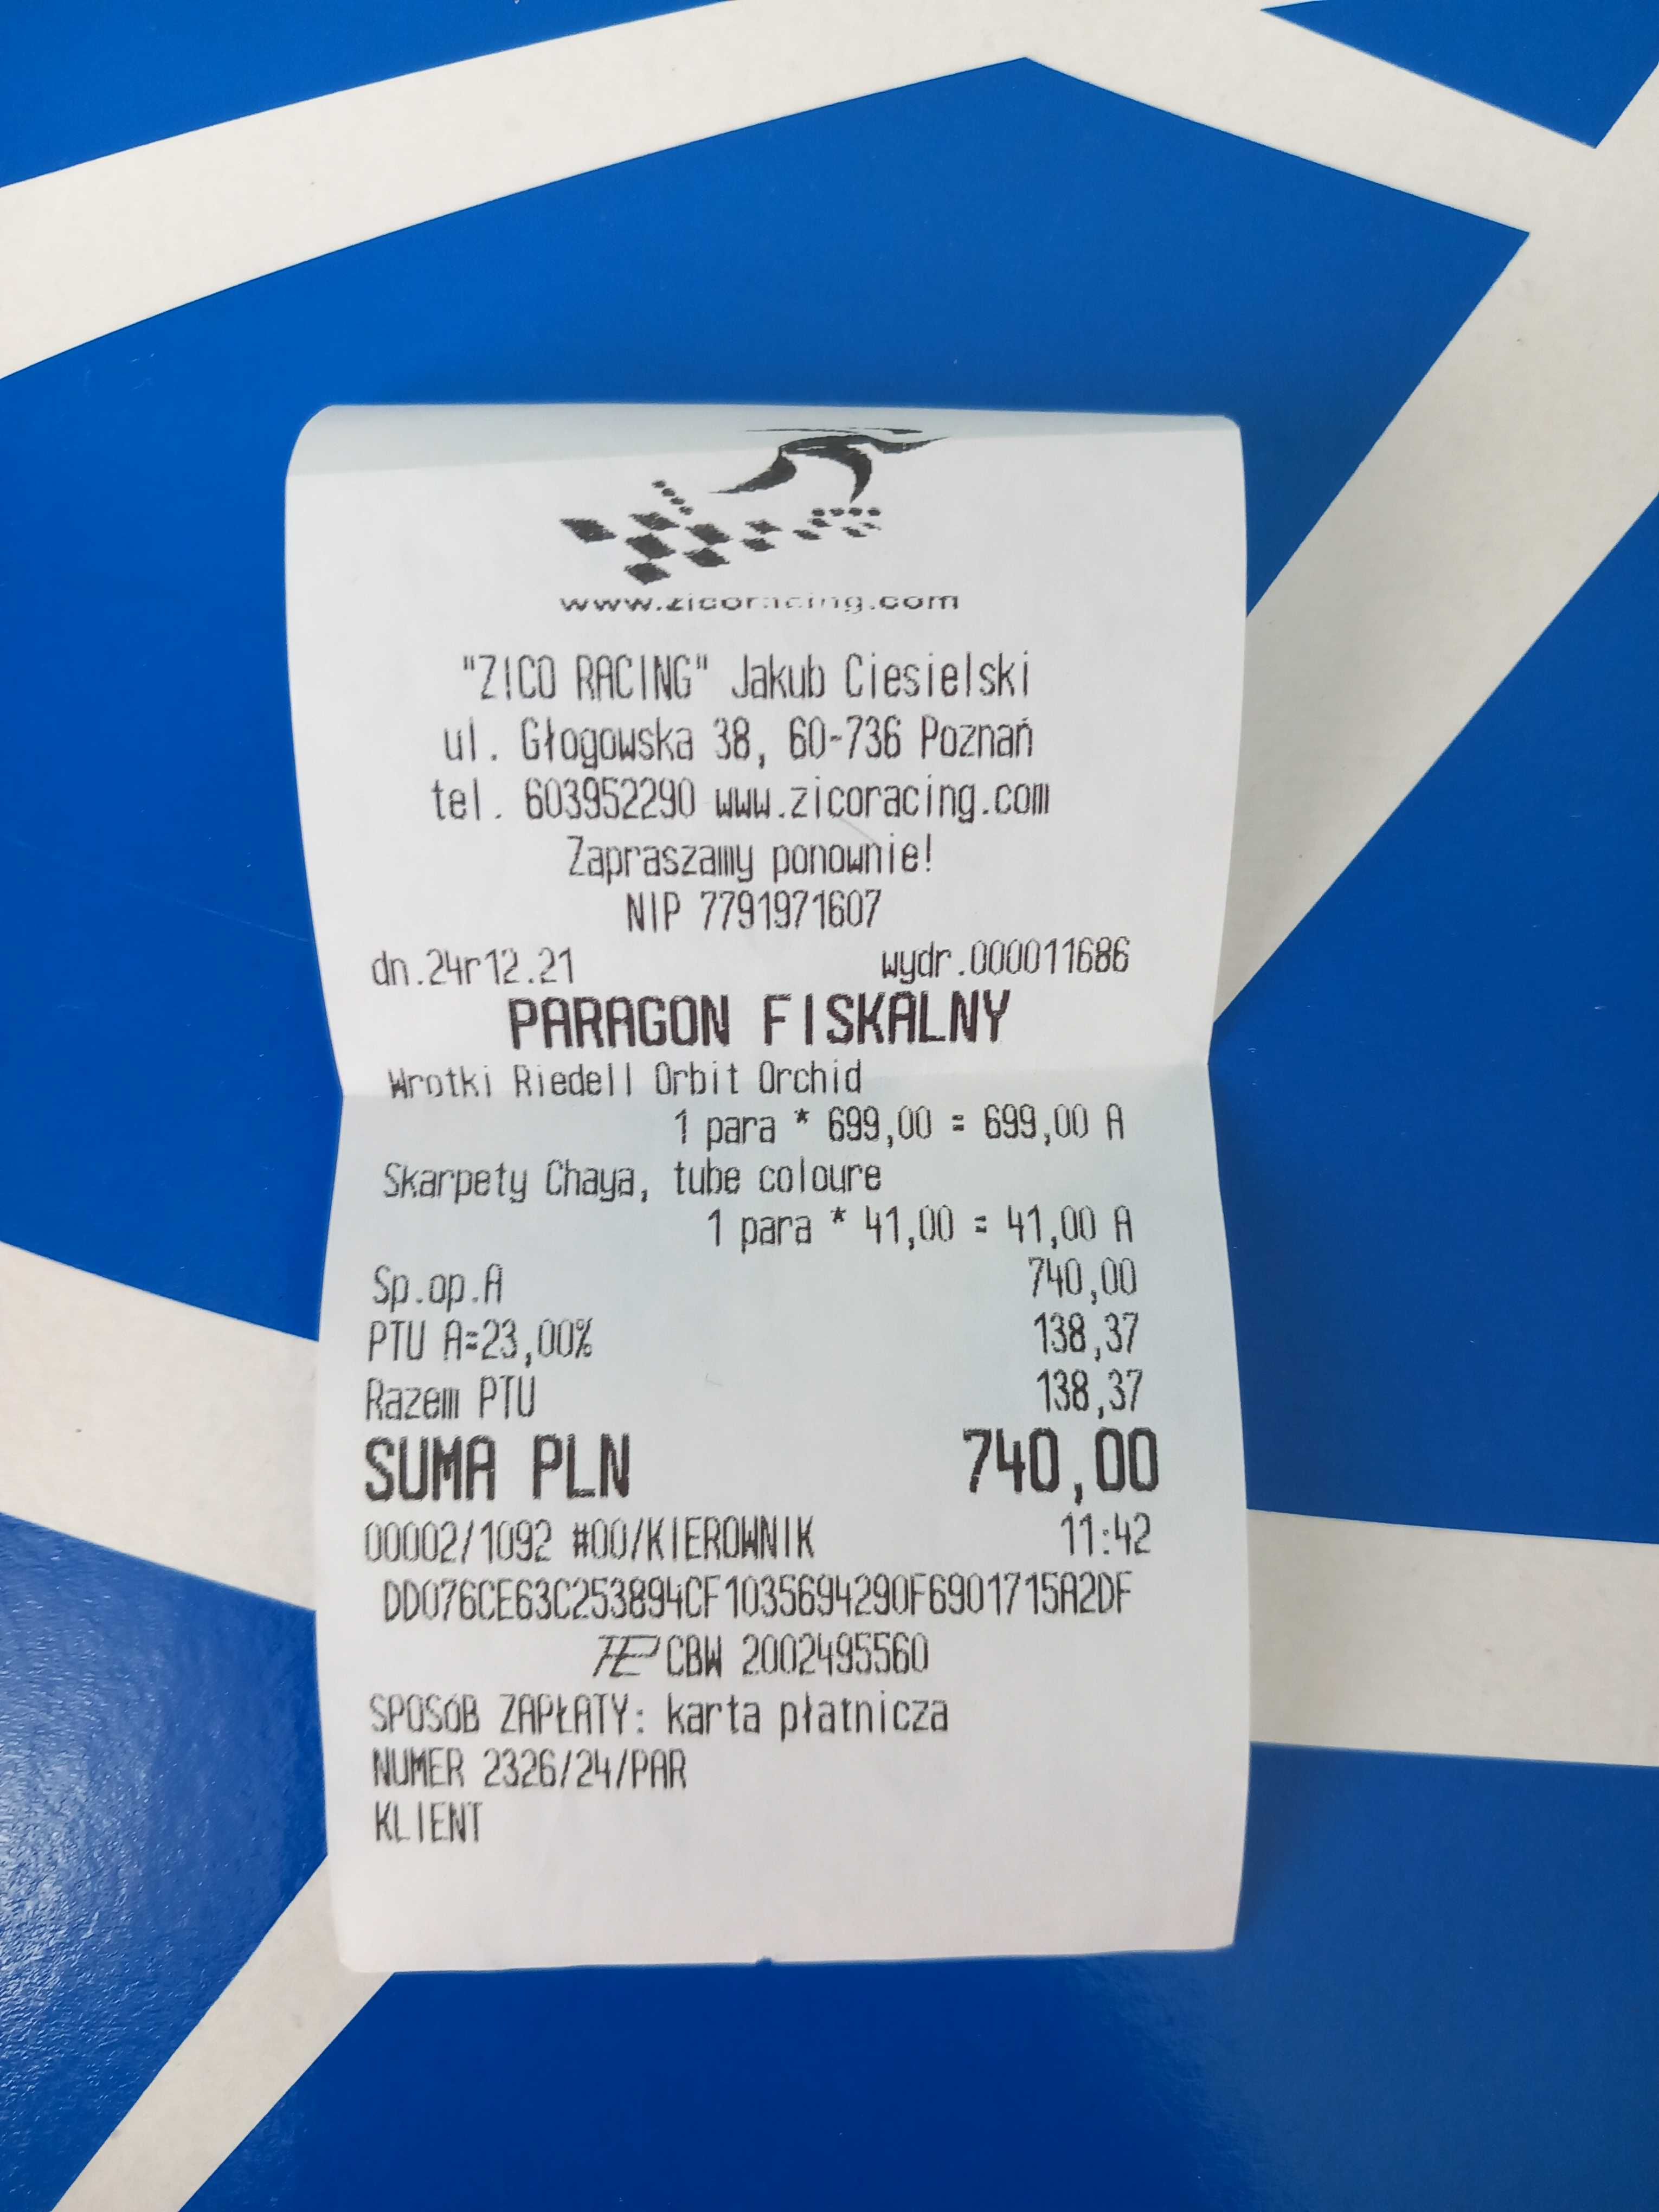 www.zicoracing.com
"ZICO RACING" Jakub Ciesielski
ul. Głogowska 38, 60-736 Poznań
tel. 603952290 www.zicoracing.com
Zapraszamy ponownie!
NIP 7791971607
dn.24r12.21 wydr.000011686
PARAGON FISKALNY
Wrotki Riedell Orbit Orchid
1 para * 699,00 = 699,00 A
Skarpety Chaya, tube coloure
1 para * 41,00 = 41,00 A
Sp.op.A 740,00
PTU A=23,00% 138,37
Razem PTU 138,37
SUMA PLN 740,00
00002/1092 #00/KIEROWNIK 11:42
DD076CE63C253894CF1035694290F6901715A2DF
CBW 2002495560
SPOSÓB ZAPŁATY: karta płatnicza
NUMER 2326/24/PAR
KLIENT